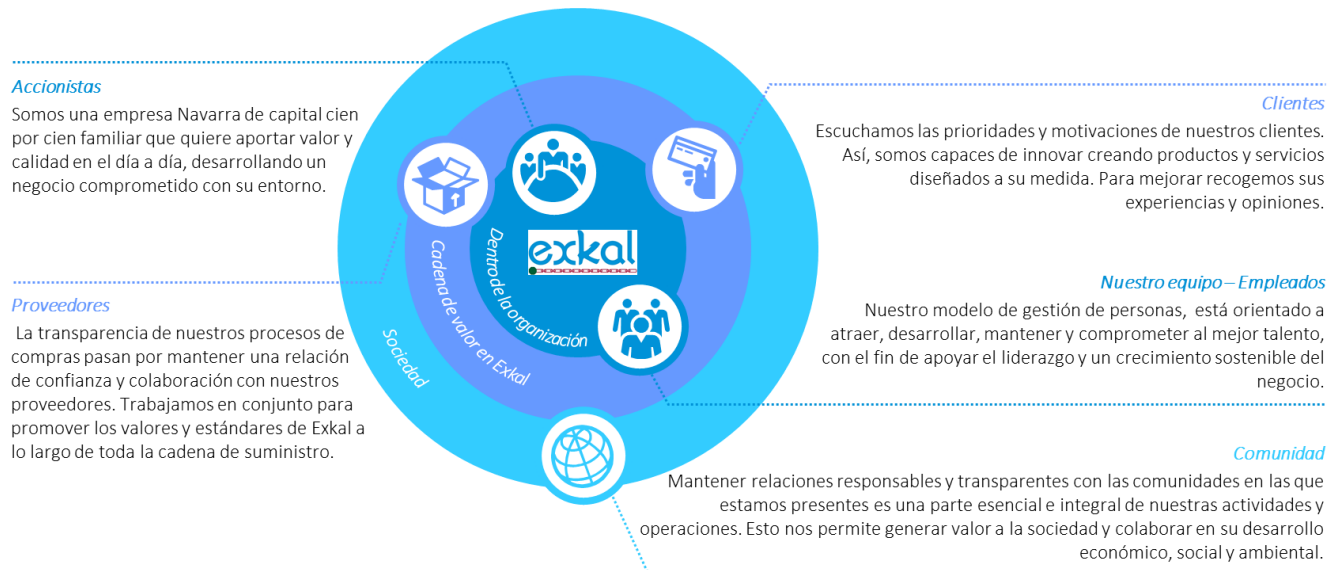 Accionistas
Somos una empresa Navarra de capital cien
por cien familiar que quiere aportar valor y
calidad en el día a día, desarrollando un
negocio comprometido con su entorno.
Proveedores
La transparencia de nuestros procesos de
compras pasan por mantener una relación
de confianza y colaboración con nuestros
proveedores. Trabajamos en conjunto para
promover los valores y estándares de Exkal a
lo largo de toda la cadena de suministro.
exkal
Dentro de la organización
Cadena de valor en Exkal
Sociedad
Clientes
Escuchamos las prioridades y motivaciones de nuestros clientes.
Así, somos capaces de innovar creando productos y servicios
diseñados a su medida. Para mejorar recogemos sus
experiencias y opiniones.
Nuestro equipo – Empleados
Nuestro modelo de gestión de personas, está orientado a
atraer, desarrollar, mantener y comprometer al mejor talento,
con el fin de apoyar el liderazgo y un crecimiento sostenible del
negocio.
Comunidad
Mantener relaciones responsables y transparentes con las comunidades en las que
estamos presentes es una parte esencial e integral de nuestras actividades y
operaciones. Esto nos permite generar valor a la sociedad y colaborar en su desarrollo
económico, social y ambiental.